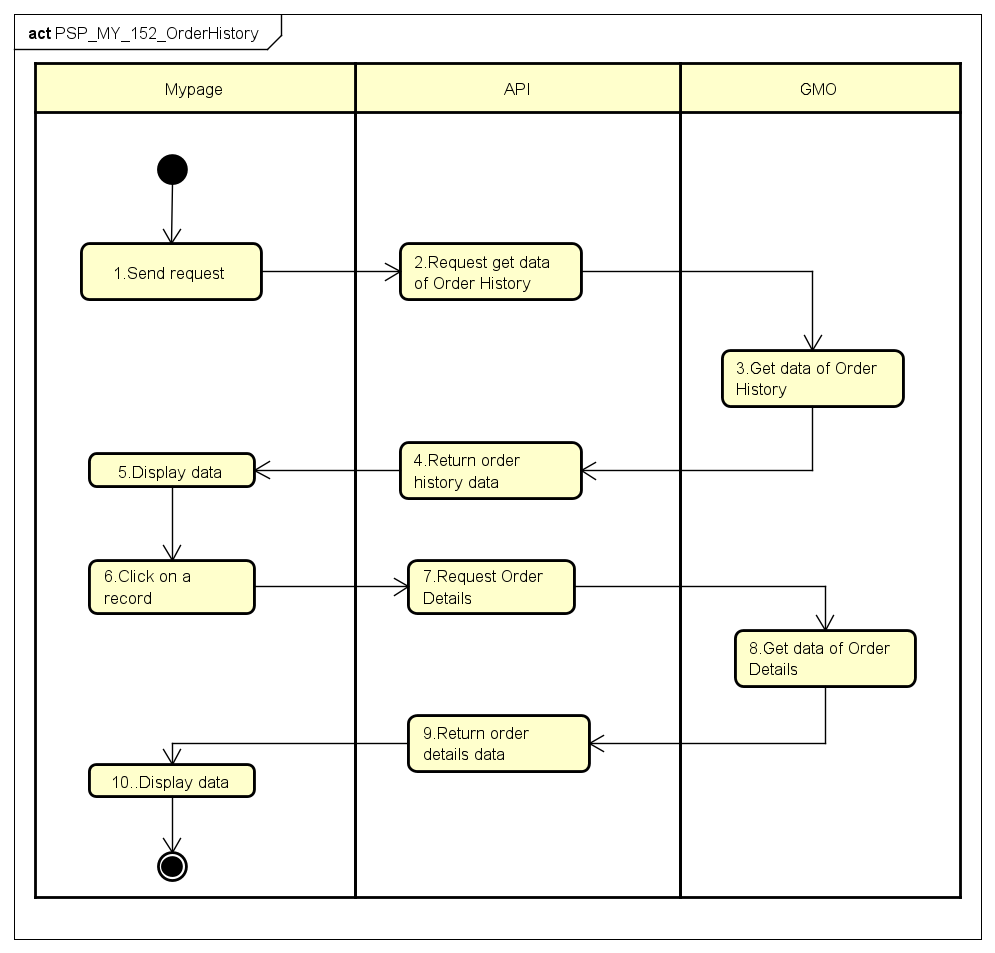 act PSP_MY_152_OrderHistory
Mypage
API
GMO
1.Send request
2.Request get data
of Order History
3.Get data of Order
History
4.Return order
history data
5.Display data
6.Click on a
record
7.Request Order
Details
8.Get data of Order
Details
9.Return order
details data
10..Display data